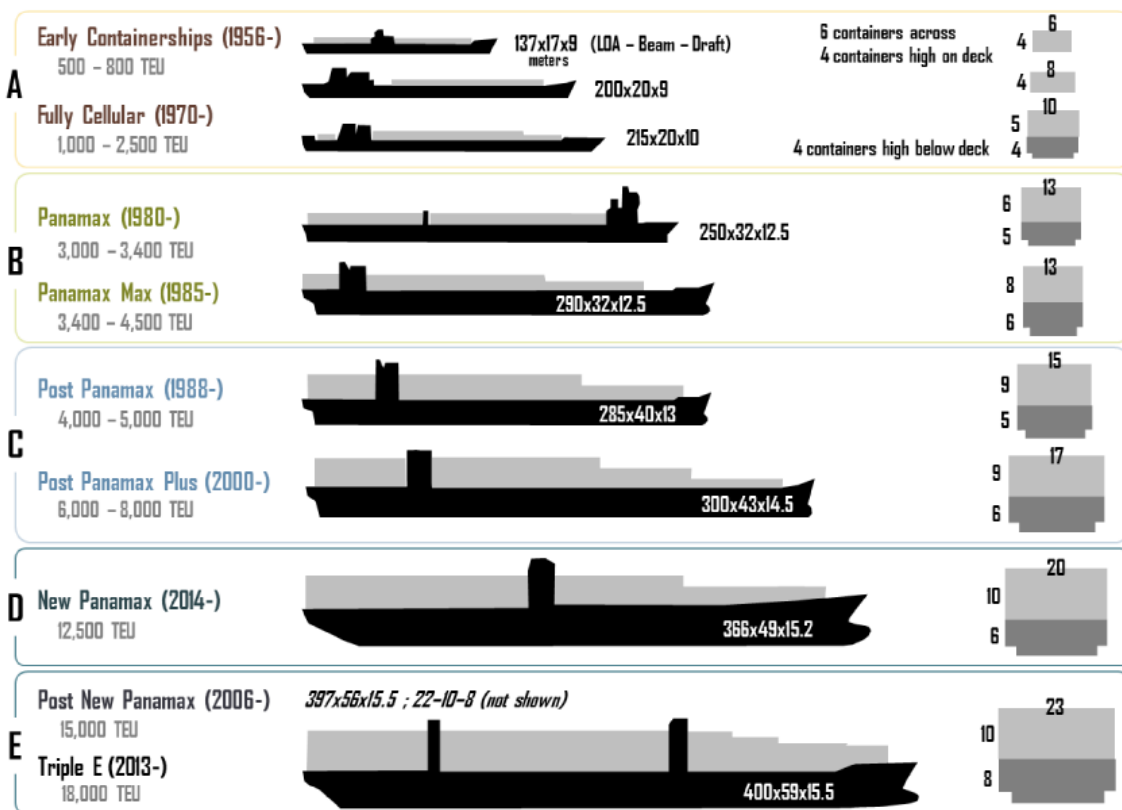 A
Early Containerships (1956-)
500 – 800 TEU
137x17x9 (LOA – Beam – Draft)
meters
6 containers across
4 containers high on deck
6
4
200x20x9
8
4
Fully Cellular (1970-)
1,000 – 2,500 TEU
215x20x10
4 containers high below deck
10
5
4
B
Panamax (1980-)
3,000 – 3,400 TEU
250x32x12.5
13
6
5
Panamax Max (1985-)
3,400 – 4,500 TEU
290x32x12.5
13
8
6
C
Post Panamax (1988-)
4,000 – 5,000 TEU
285x40x13
15
9
5
Post Panamax Plus (2000-)
6,000 – 8,000 TEU
300x43x14.5
17
9
6
D
New Panamax (2014-)
12,500 TEU
366x49x15.2
20
10
6
E
Post New Panamax (2006-)
15,000 TEU
397x56x15.5 ; 22–10–8 (not shown)
Triple E (2013-)
18,000 TEU
400x59x15.5
23
10
8